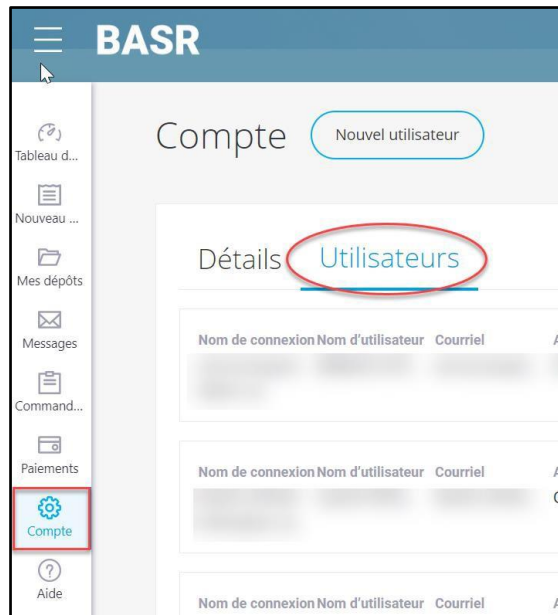 BASR
Tableau d...
Nouveau ...
Mes dépôts
Messages
Command...
Paiements
Compte
Aide
Compte
Nouvel utilisateur
Détails Utilisateurs
Nom de connexion Nom d'utilisateur Courriel
Nom de connexion Nom d'utilisateur Courriel
Nom de connexion Nom d'utilisateur Courriel